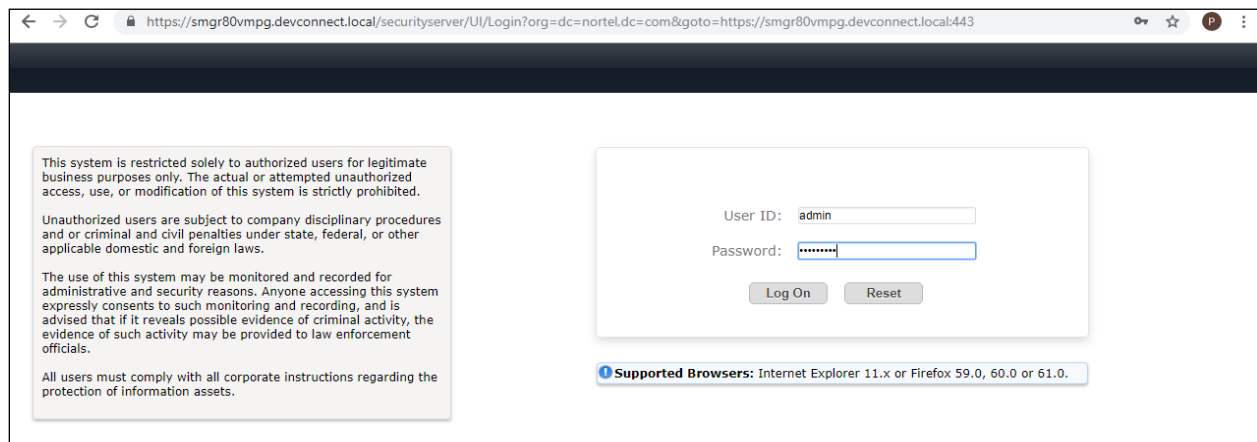 https://smgr80vmpg.devconnect.local/securityserver/UI/Login?org=dc=nortel,dc=com&goto=https://smgr80vmpg.devconnect.local:443
P
This system is restricted solely to authorized users for legitimate
business purposes only. The actual or attempted unauthorized
access, use, or modification of this system is strictly prohibited.
Unauthorized users are subject to company disciplinary procedures
and or criminal and civil penalties under state, federal, or other
applicable domestic and foreign laws.
The use of this system may be monitored and recorded for
administrative and security reasons. Anyone accessing this system
expressly consents to such monitoring and recording, and is
advised that if it reveals possible evidence of criminal activity, the
evidence of such activity may be provided to law enforcement
officials.
All users must comply with all corporate instructions regarding the
protection of information assets.
User ID: admin
Password: •••••••••
Log On Reset
Supported Browsers: Internet Explorer 11.x or Firefox 59.0, 60.0 or 61.0.